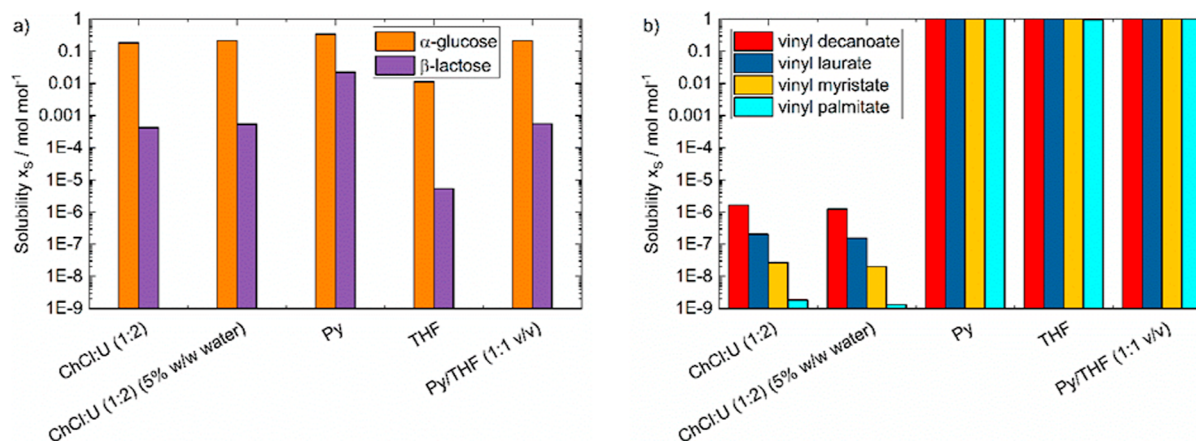 a)
Solubility xS / mol mol-1
1
0.1
0.01
0.001
1E-4
1E-5
1E-6
1E-7
1E-8
1E-9
α-glucose
β-lactose
ChCl:U (1:2)
ChCl:U (1:2) (5% w/w water)
Py
THF
Py/THF (1:1 v/v)
b)
Solubility xS / mol mol-1
1
0.1
0.01
0.001
1E-4
1E-5
1E-6
1E-7
1E-8
1E-9
vinyl decanoate
vinyl laurate
vinyl myristate
vinyl palmitate
ChCl:U (1:2)
ChCl:U (1:2) (5% w/w water)
Py
THF
Py/THF (1:1 v/v)